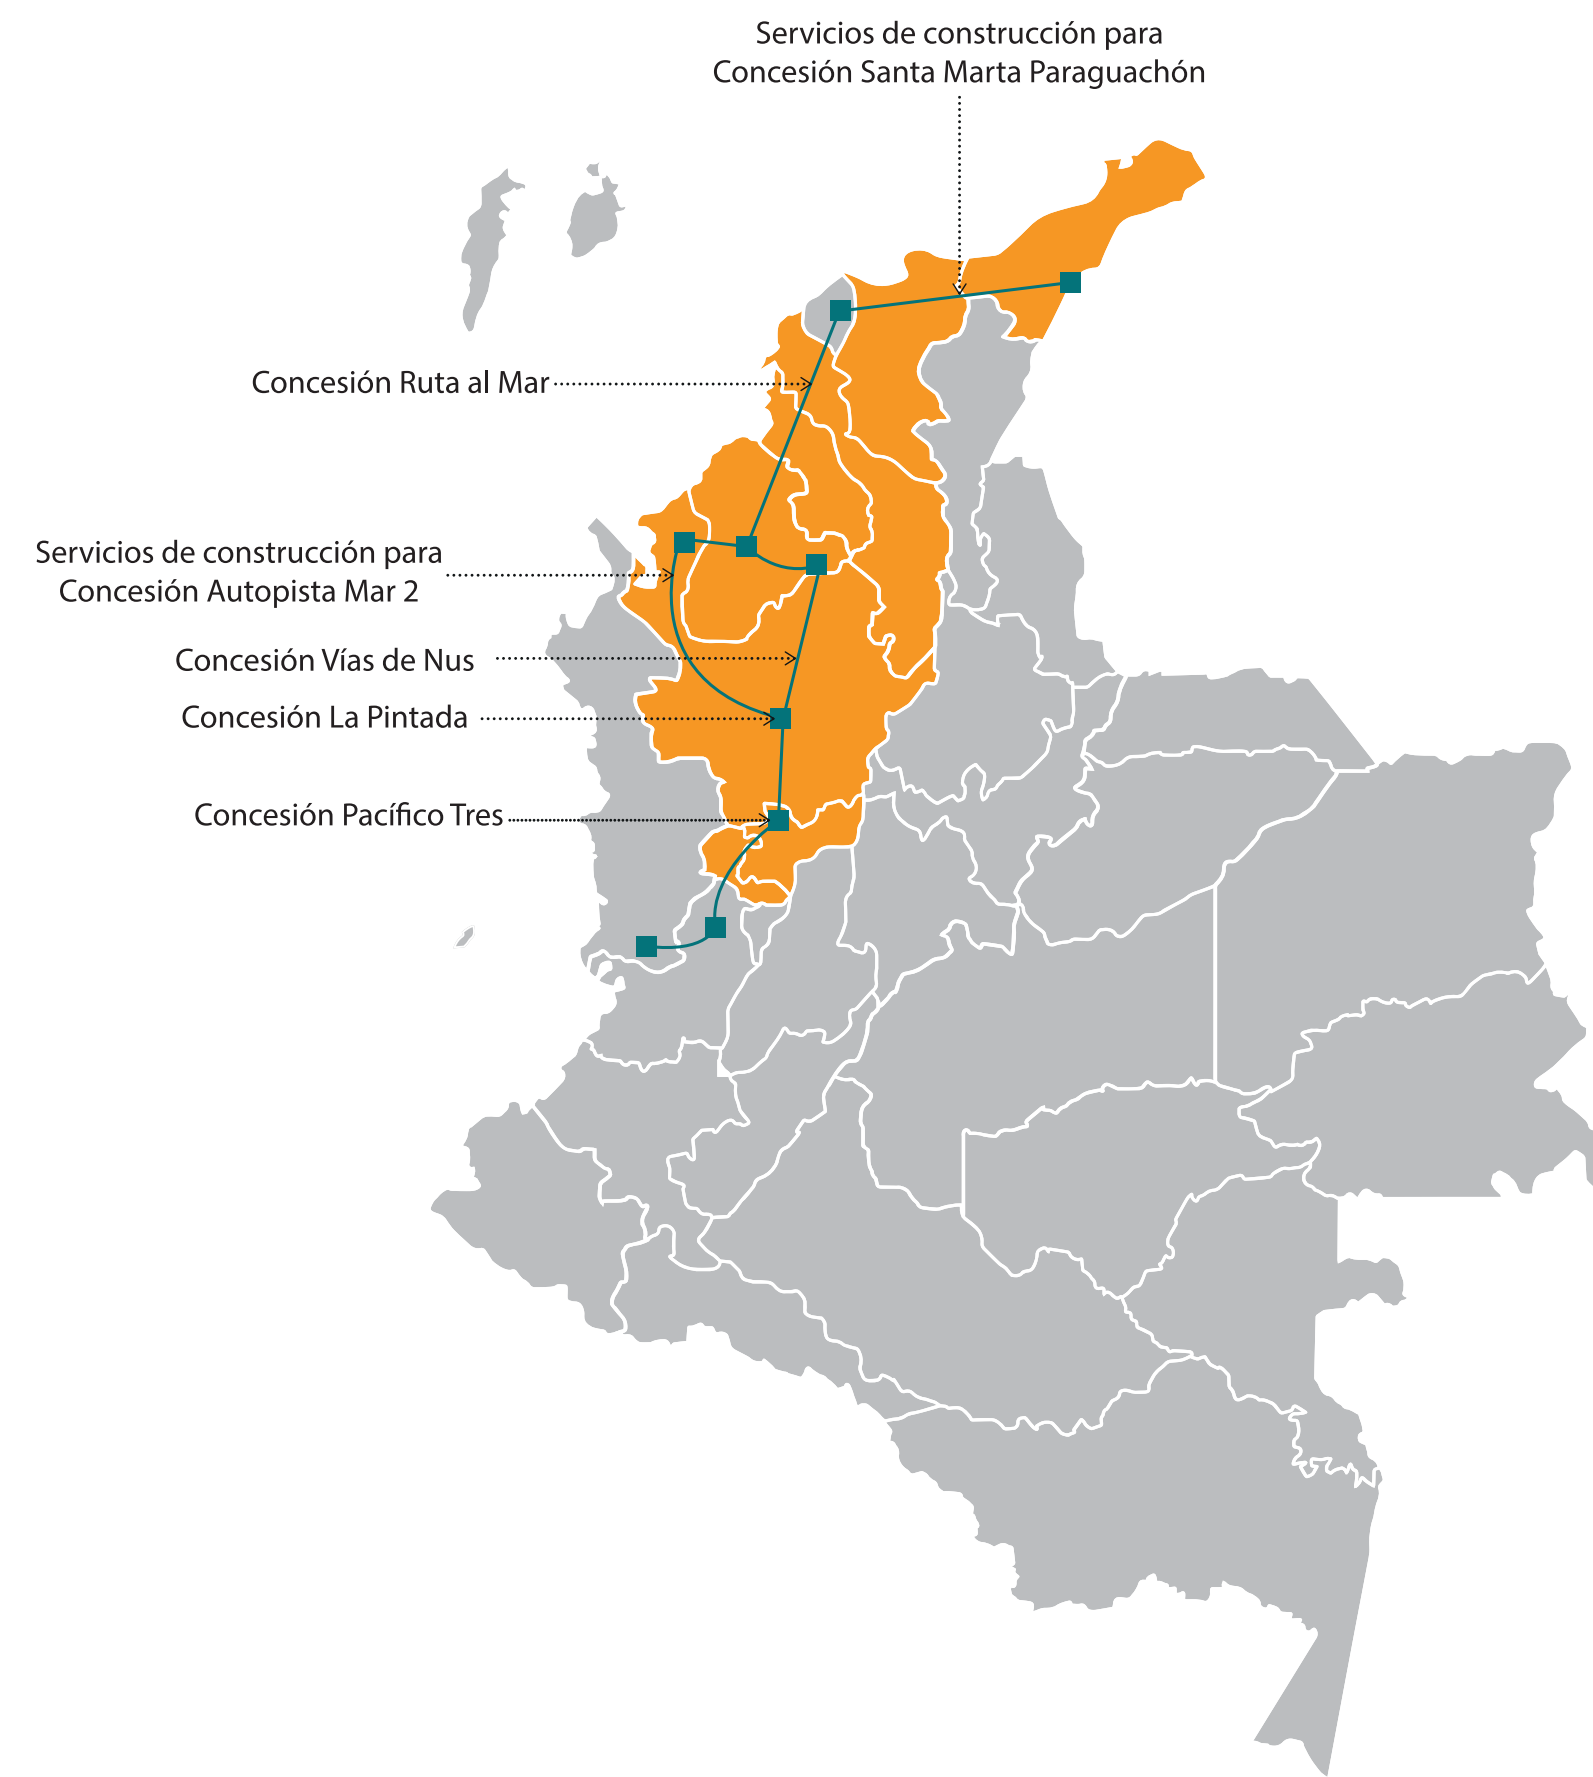 Servicios de construcción para
Concesión Santa Marta Paraguachón
Concesión Ruta al Mar
Servicios de construcción para
Concesión Autopista Mar 2
Concesión Vías de Nus
Concesión La Pintada
Concesión Pacífico Tres